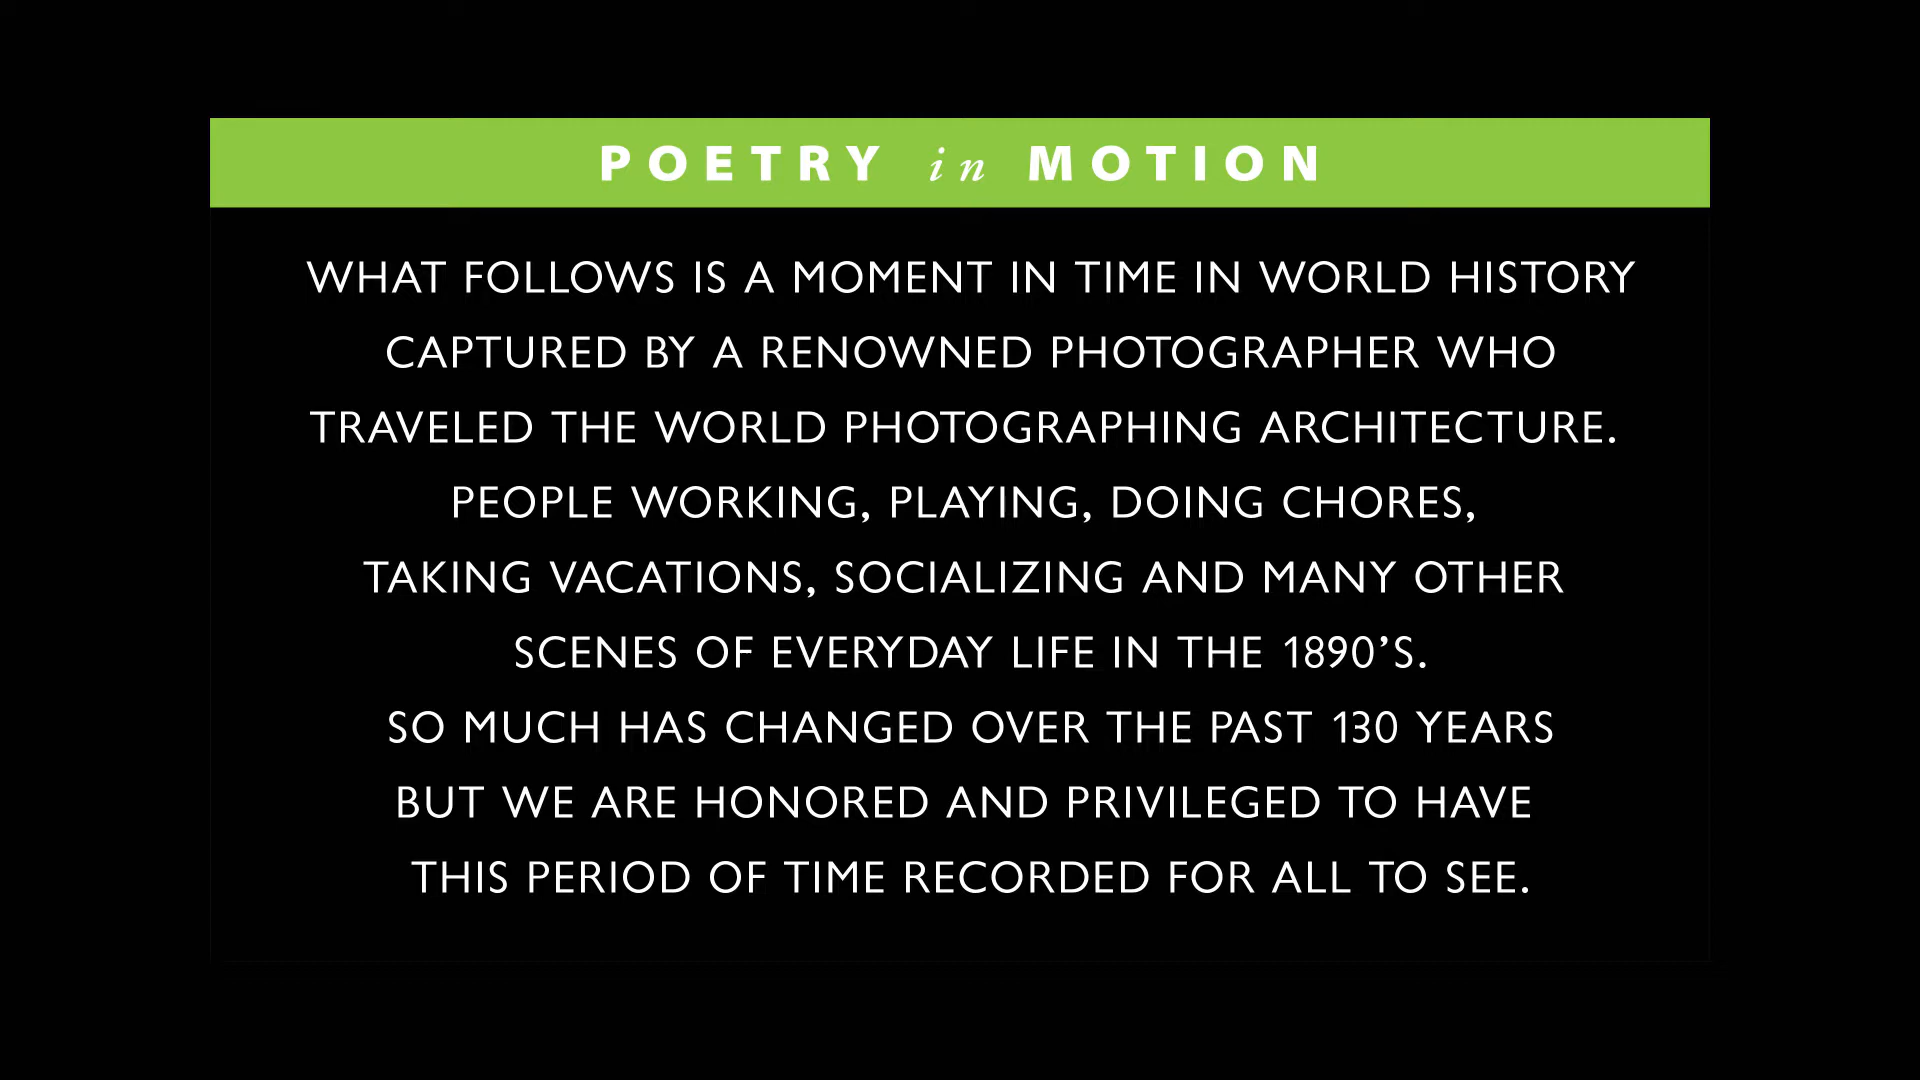 POETRY in MOTION
WHAT FOLLOWS IS A MOMENT IN TIME IN WORLD HISTORY
CAPTURED BY A RENOWNED PHOTOGRAPHER WHO
TRAVELED THE WORLD PHOTOGRAPHING ARCHITECTURE.
PEOPLE WORKING, PLAYING, DOING CHORES,
TAKING VACATIONS, SOCIALIZING AND MANY OTHER
SCENES OF EVERYDAY LIFE IN THE 1890’S.
SO MUCH HAS CHANGED OVER THE PAST 130 YEARS
BUT WE ARE HONORED AND PRIVILEGED TO HAVE
THIS PERIOD OF TIME RECORDED FOR ALL TO SEE.